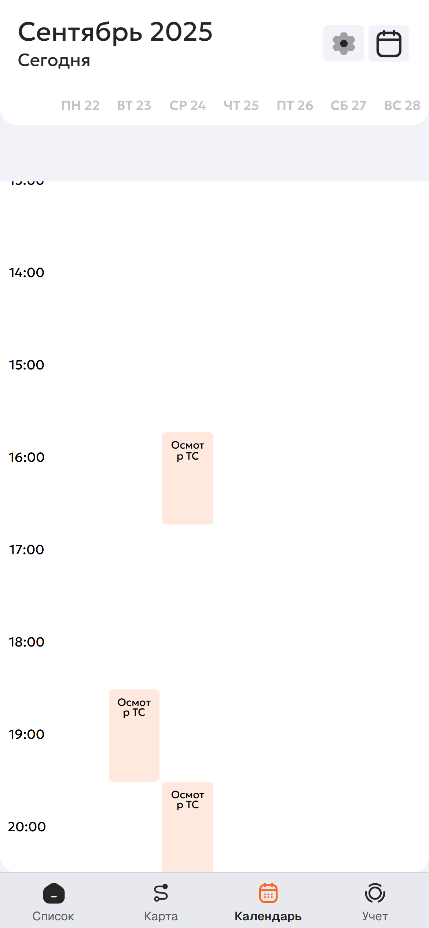 Сентябрь 2025
Сегодня
ПН 22 ВТ 23 СР 24 ЧТ 25 ПТ 26 СБ 27 ВС 28
14:00
15:00
Осмот
р ТС
16:00
17:00
18:00
Осмот
р ТС
19:00
Осмот
р ТС
20:00
Список Карта Календарь Учет